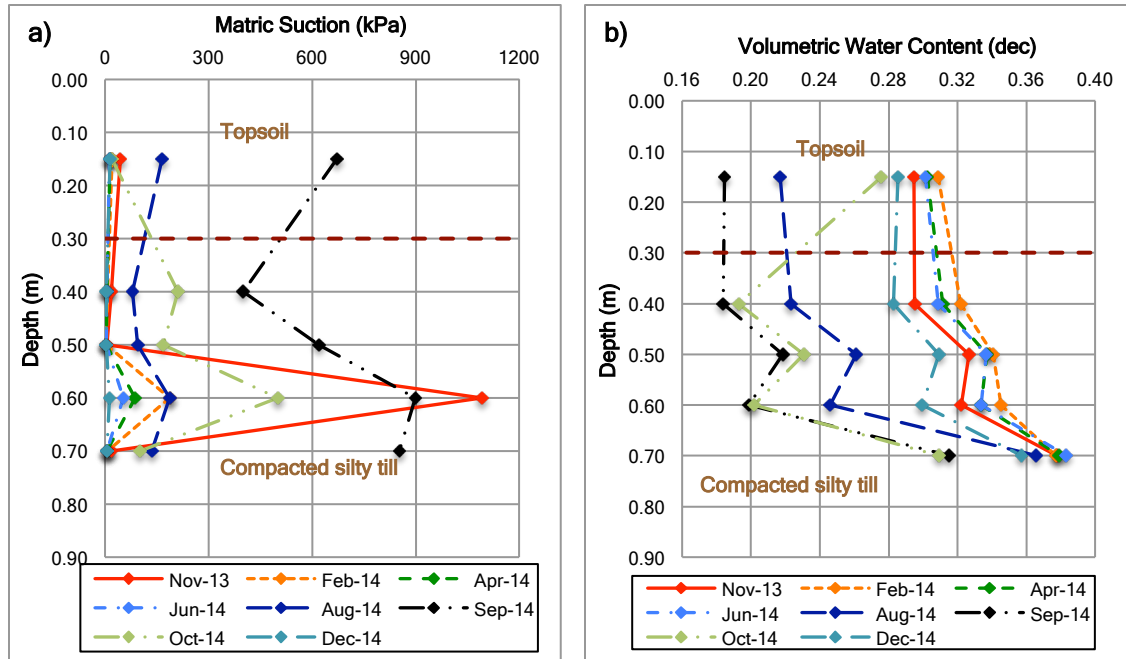 a)
Matric Suction (kPa)
0 300 600 900 1200
0.00
0.10
Topsoil
0.20
0.30
0.40
Depth (m)
0.50
0.60
0.70
Compacted silty till
0.80
0.90
Nov-13 Feb-14 Apr-14
Jun-14 Aug-14 Sep-14
Oct-14 Dec-14
b)
Volumetric Water Content (dec)
0.16 0.20 0.24 0.28 0.32 0.36 0.40
0.00
0.10
Topsoil
0.20
0.30
0.40
Depth (m)
0.50
0.60
0.70
Compacted silty till
0.80
0.90
Nov-13 Feb-14 Apr-14
Jun-14 Aug-14 Sep-14
Oct-14 Dec-14